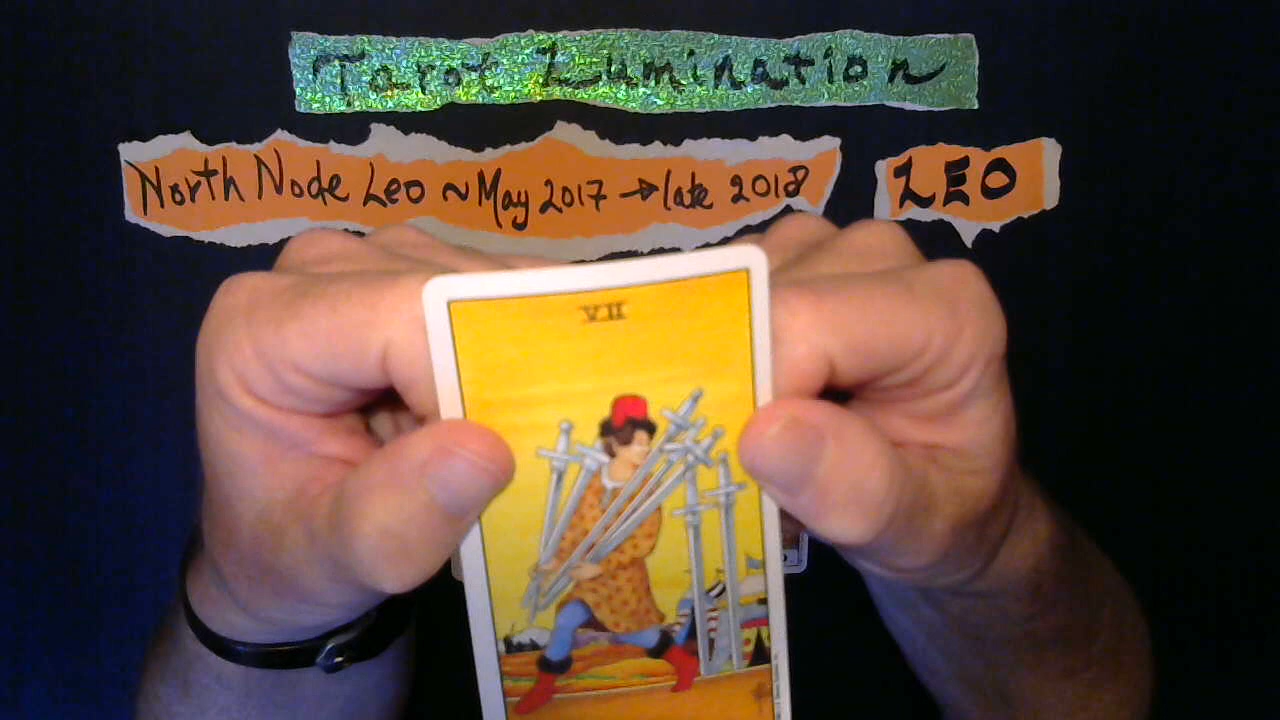 Tarot Lumination
North Node Leo ~ May 2017 → late 2018
LEO
VII